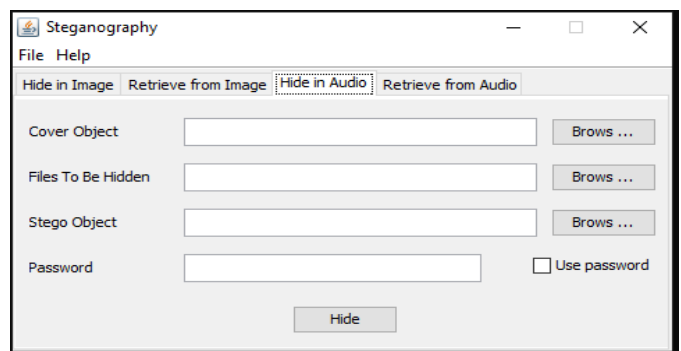 Steganography
File Help
Hide in Image Retrieve from Image Hide in Audio Retrieve from Audio
Cover Object Brows ...
Files To Be Hidden Brows ...
Stego Object Brows ...
Password Use password
Hide